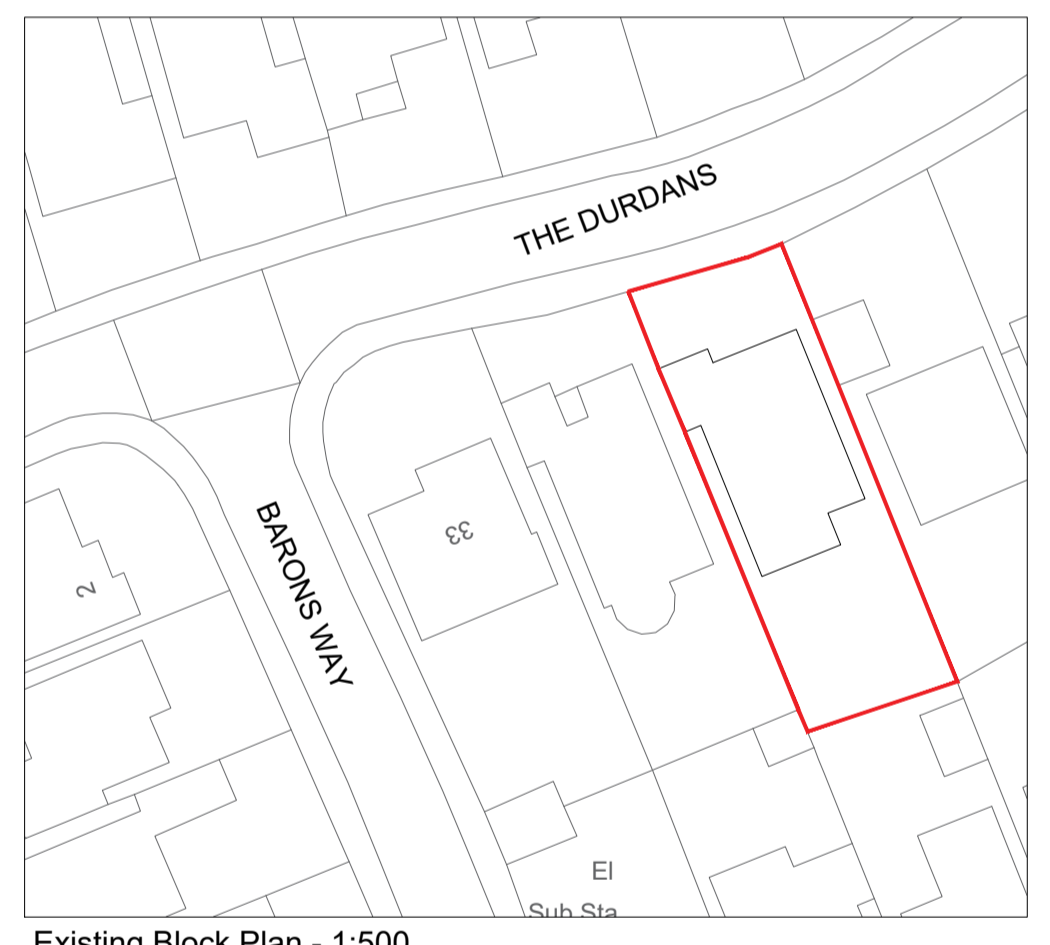 THE DURDANS
BARONS WAY
33
2
El
Sub Sta
Existing Block Plan - 1:500